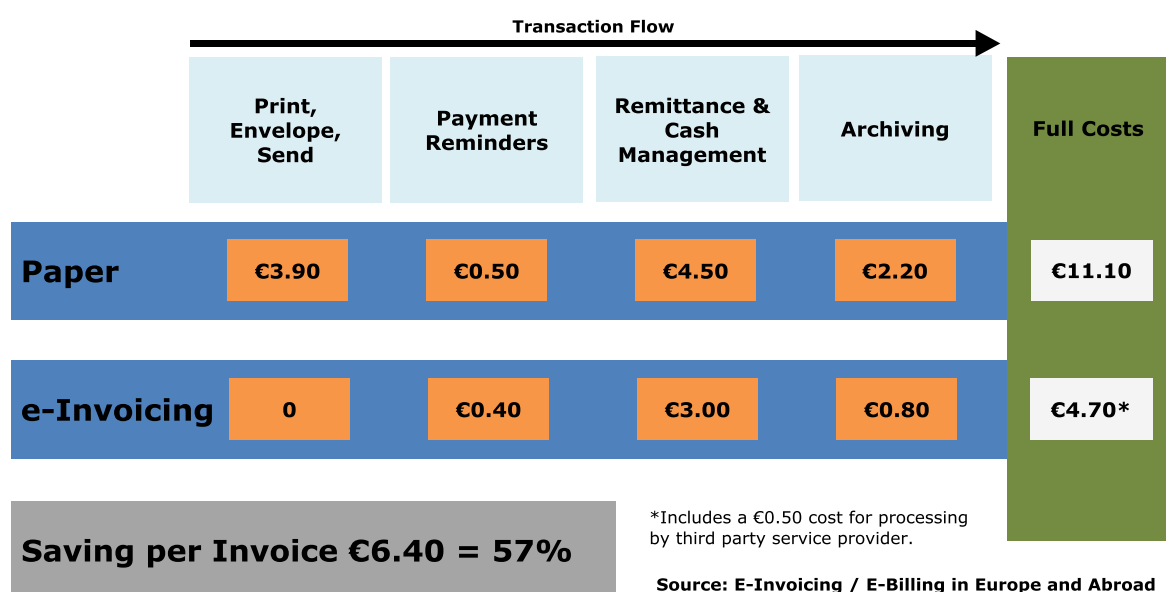 Transaction Flow
Print,
Envelope,
Send
Payment
Reminders
Remittance &
Cash
Management
Archiving
Full Costs
Paper
€3.90
€0.50
€4.50
€2.20
€11.10
e-Invoicing
0
€0.40
€3.00
€0.80
€4.70*
Saving per Invoice €6.40 = 57%
*Includes a €0.50 cost for processing
by third party service provider.
Source: E-Invoicing / E-Billing in Europe and Abroad